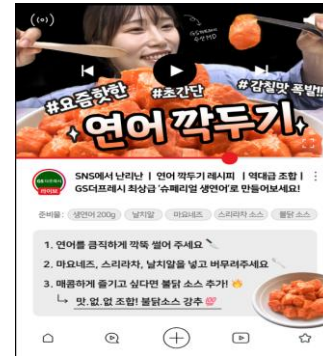 #요즘핫한
#초간단
#감칠맛 폭발!!
연어 깍두기
SNS에서 난리난 | 연어 깍두기 레시피 | 역대급 조합 |
GS더프레시 최상급 '슈페리얼 생연어'로 만들어보세요!
준비물 : 생연어 200g 날치알 마요네즈 스리라차 소스 불닭 소스
1. 연어를 큼직하게 깍뚝 썰어 주세요
2. 마요네즈, 스리라차, 날치알을 넣고 버무려주세요
3. 매콤하게 즐기고 싶다면 불닭 소스 추가!
맛.없.없 조합! 불닭소스 강추 💯